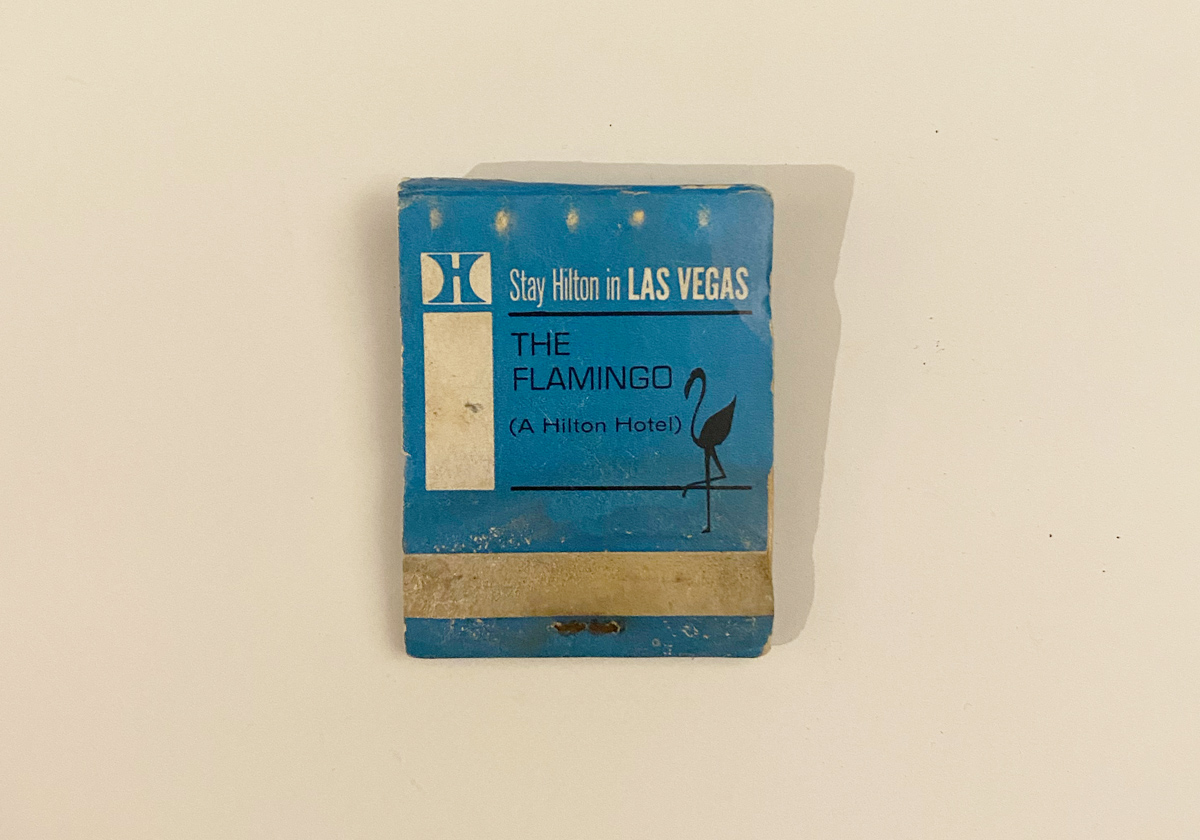 H
Stay Hilton in LAS VEGAS
THE
FLAMINGO
(A Hilton Hotel)